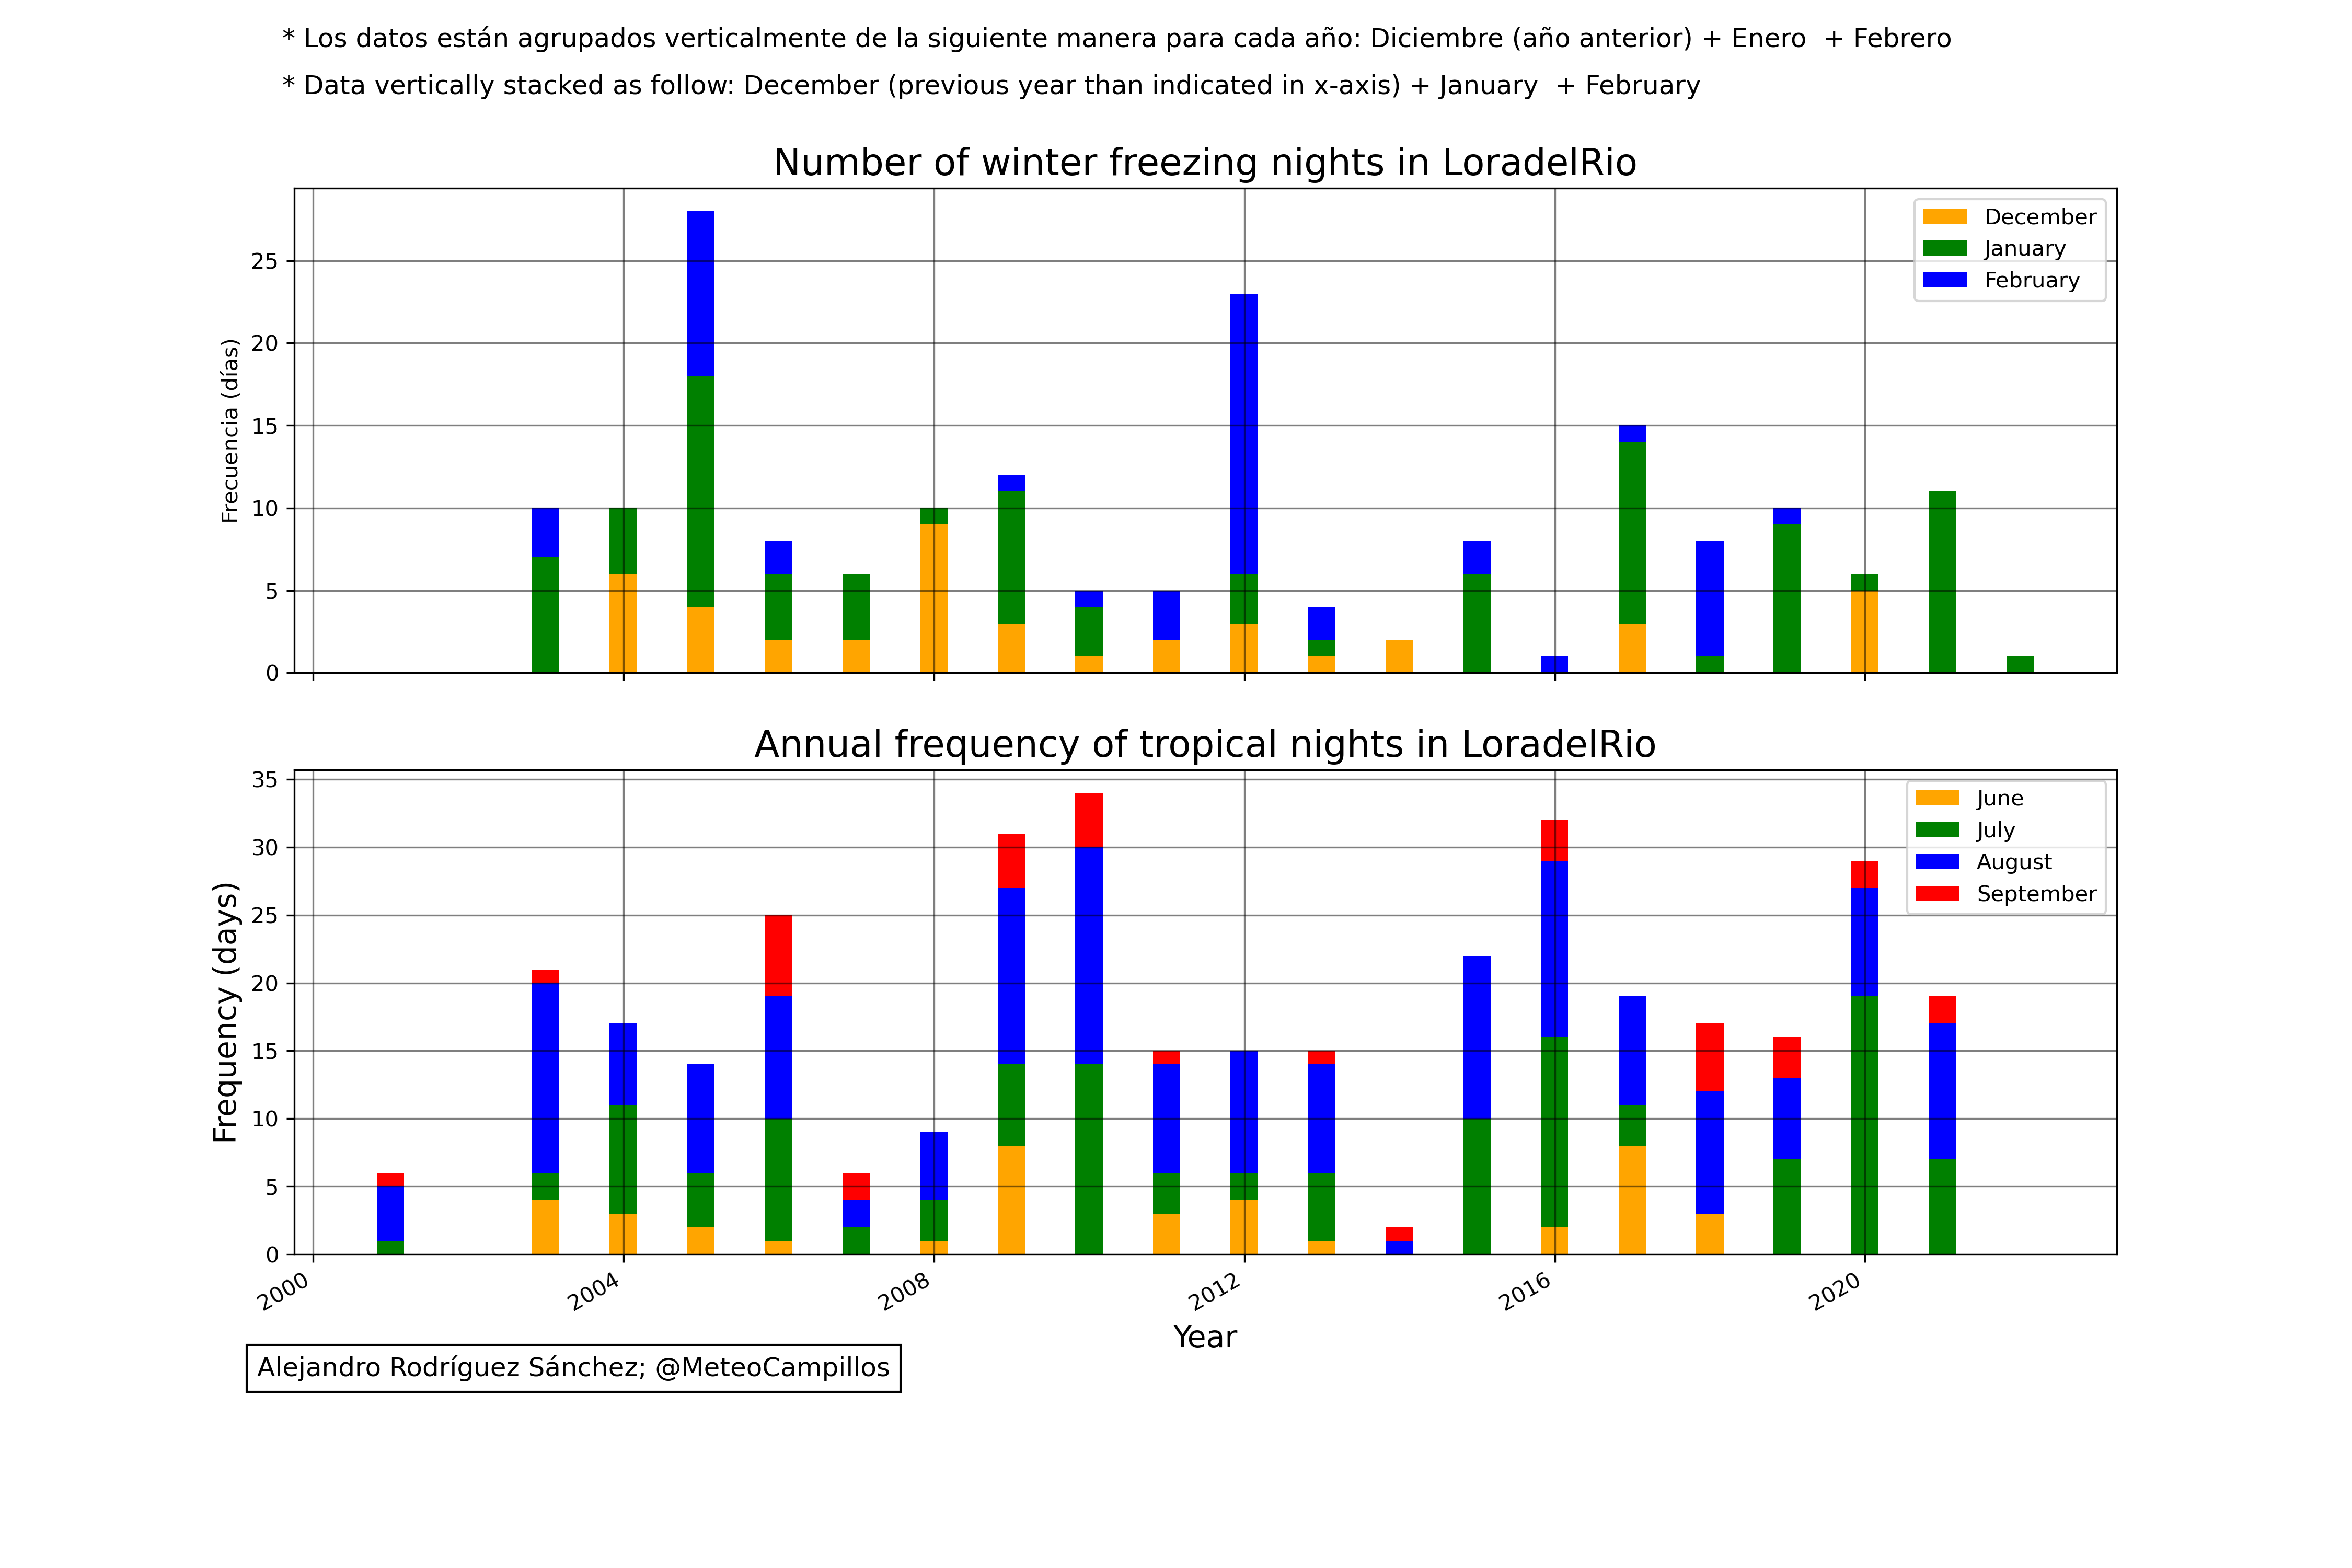 * Los datos están agrupados verticalmente de la siguiente manera para cada año: Diciembre (año anterior) + Enero  + Febrero
* Data vertically stacked as follow: December (previous year than indicated in x-axis) + January  + February
Number of winter freezing nights in LoradelRio
Frecuencia (días)
25
20
15
10
5
0
December
January
February
Annual frequency of tropical nights in LoradelRio
Frequency (days)
35
30
25
20
15
10
5
0
June
July
August
September
2000
2004
2008
2012
2016
2020
Year
Alejandro Rodríguez Sánchez; @MeteoCampillos